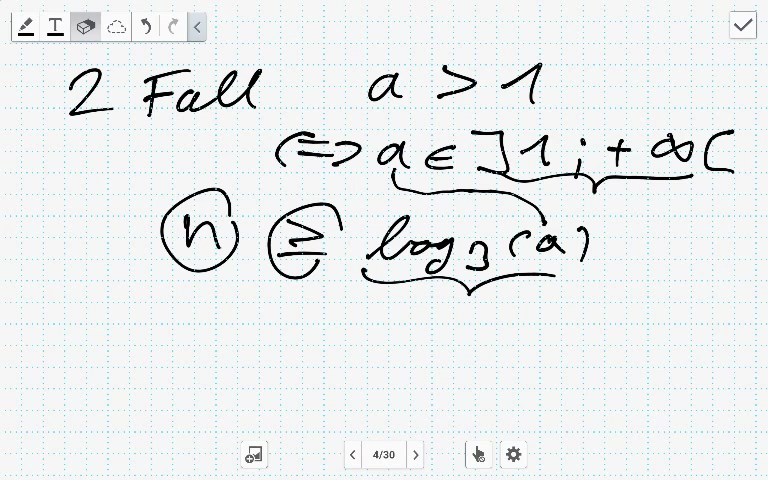 2 Fall a > 1
⇔ a ∈ ]1 ; + ∞[
n ≥ log₃(a)
4/30